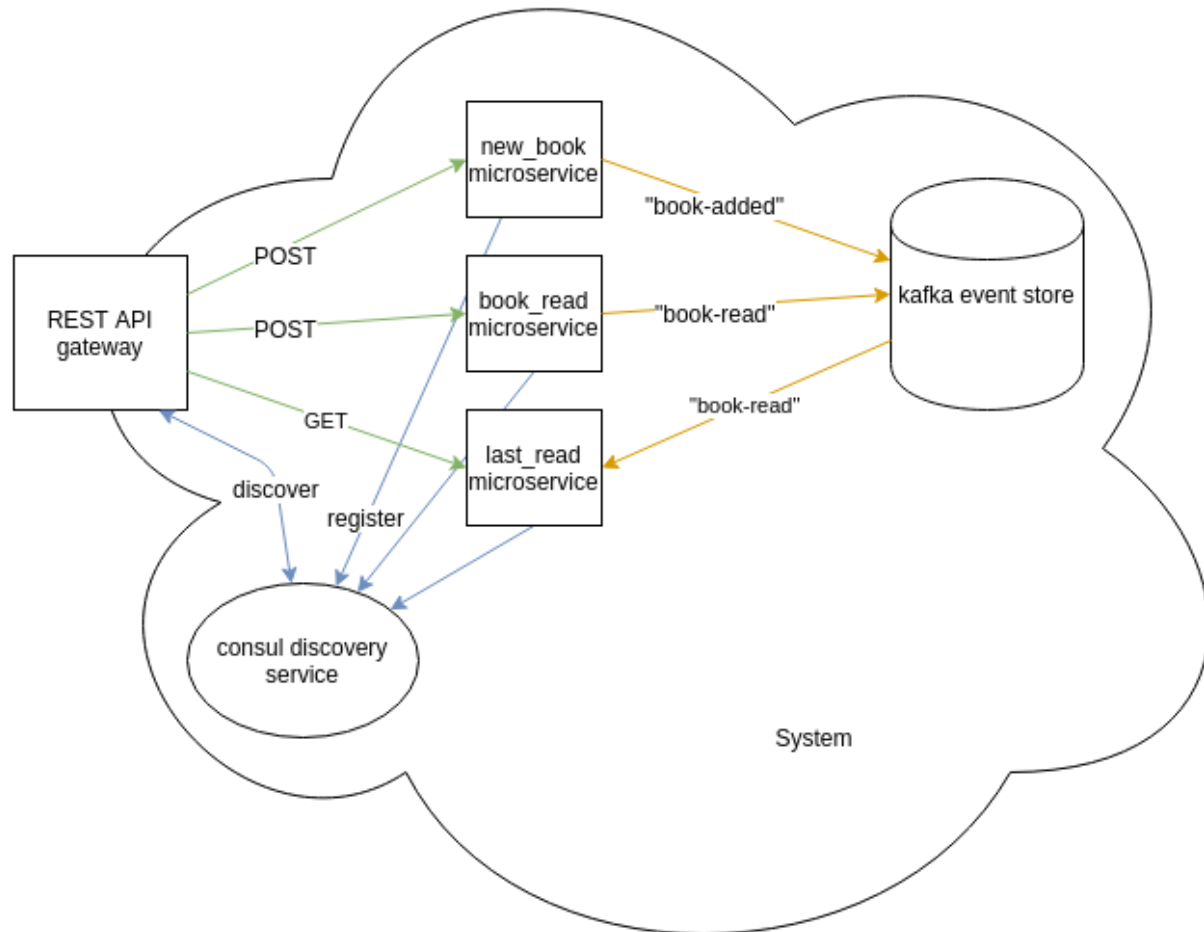 new_book
microservice
"book-added"
POST
book_read
microservice
kafka event store
REST API
gateway
POST
"book-read"
"book-read"
GET
last_read
microservice
discover
register
consul discovery
service
System